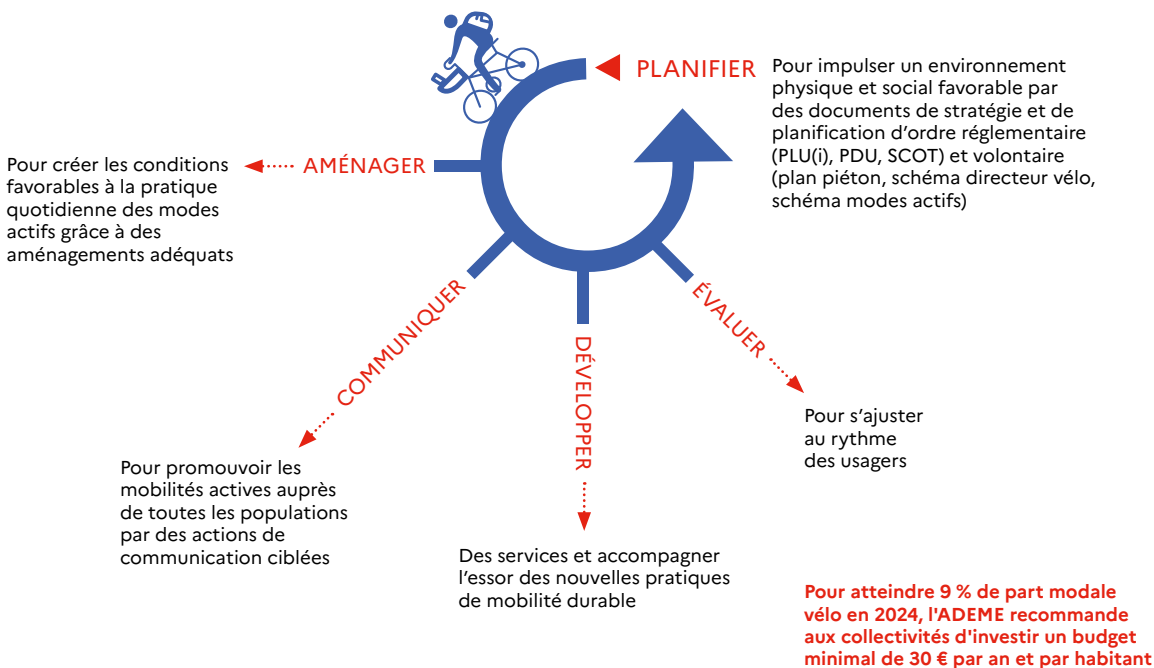 PLANIFIER
Pour impulser un environnement
physique et social favorable par
des documents de stratégie et de
planification d’ordre réglementaire
(PLU(i), PDU, SCOT) et volontaire
(plan piéton, schéma directeur vélo,
schéma modes actifs)
AMÉNAGER
Pour créer les conditions
favorables à la pratique
quotidienne des modes
actifs grâce à des
aménagements adéquats
COMMUNIQUER
Pour promouvoir les
mobilités actives auprès
de toutes les populations
par des actions de
communication ciblées
DÉVELOPPER
Des services et accompagner
l’essor des nouvelles pratiques
de mobilité durable
ÉVALUER
Pour s’ajuster
au rythme
des usagers
Pour atteindre 9 % de part modale
vélo en 2024, l'ADEME recommande
aux collectivités d'investir un budget
minimal de 30 € par an et par habitant